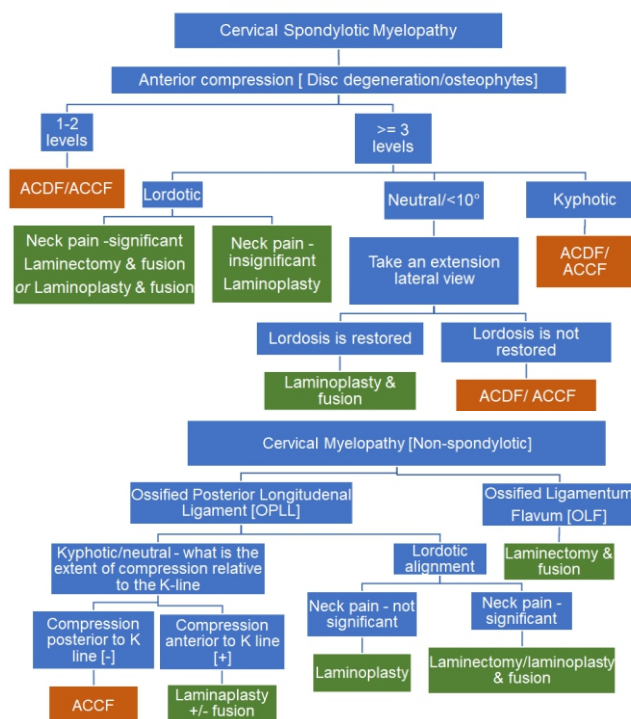 Cervical Spondylotic Myelopathy
Anterior compression [ Disc degeneration/osteophytes]
1-2
levels
>= 3
levels
ACDF/ACCF
Lordotic
Neutral/<10°
Kyphotic
Neck pain -significant
Laminectomy & fusion
or Laminoplasty & fusion
Neck pain -
insignificant
Laminoplasty
Take an extension
lateral view
ACDF/
ACCF
Lordosis is restored
Lordosis is not
restored
Laminoplasty &
fusion
ACDF/ ACCF
Cervical Myelopathy [Non-spondylotic]
Ossified Posterior Longitudenal
Ligament [OPLL]
Ossified Ligamentum
Flavum [OLF]
Kyphotic/neutral - what is the
extent of compression relative
to the K-line
Lordotic
alignment
Laminectomy &
fusion
Compression
posterior to K
line [-]
Compression
anterior to K line
[+]
Neck pain - not
significant
Neck pain -
significant
ACCF
Laminaplasty
+/- fusion
Laminoplasty
Laminectomy/laminoplasty
& fusion